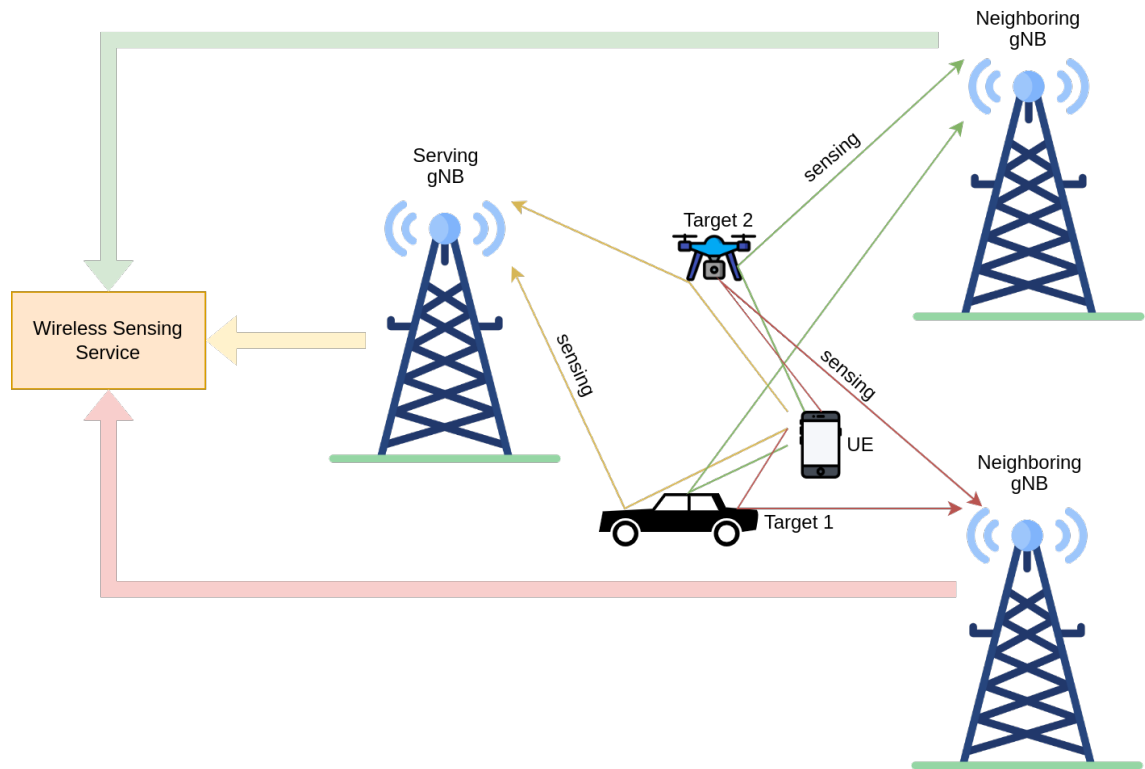 Neighboring
gNB
Serving
gNB
sensing
Target 2
Wireless Sensing
Service
sensing
sensing
UE
Neighboring
gNB
Target 1